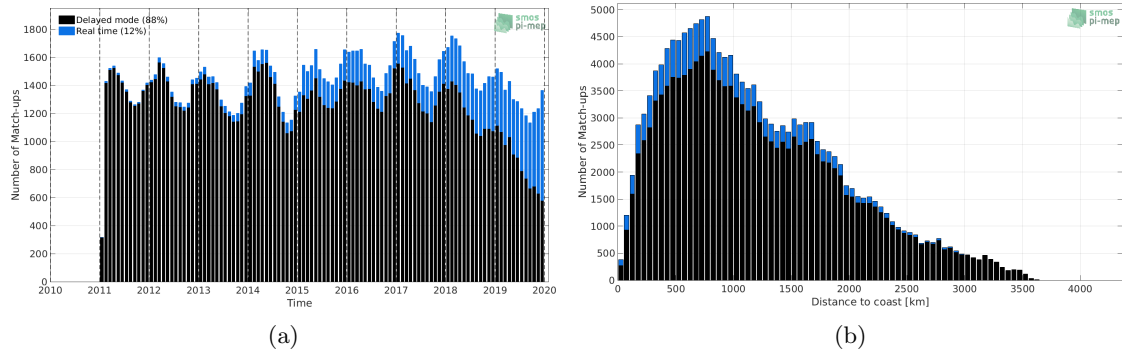 Delayed mode (88%)
Real time (12%)
smos
pi-mep
Number of Match-ups
1800
1600
1400
1200
1000
800
600
400
200
0
2010 2011 2012 2013 2014 2015 2016 2017 2018 2019 2020
Time
(a)
smos
pi-mep
Number of Match-ups
5000
4500
4000
3500
3000
2500
2000
1500
1000
500
0
0 500 1000 1500 2000 2500 3000 3500 4000
Distance to coast [km]
(b)